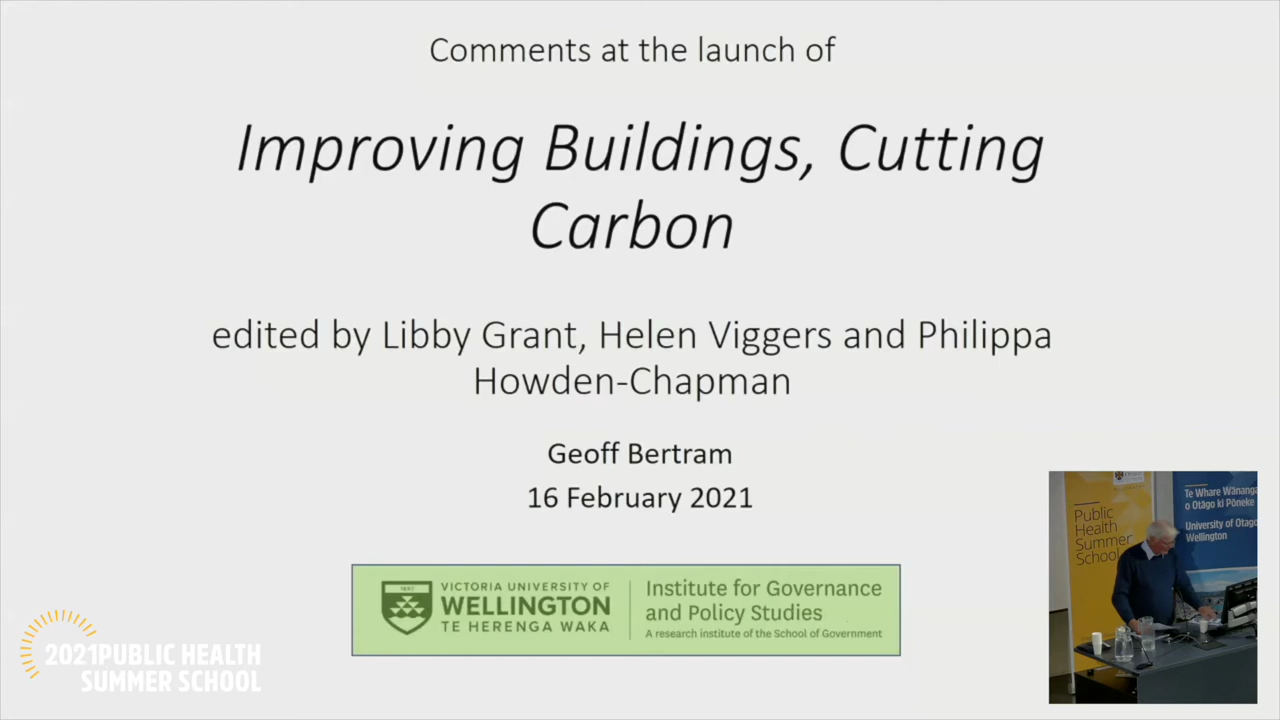 Comments at the launch of
Improving Buildings, Cutting
Carbon
edited by Libby Grant, Helen Viggers and Philippa
Howden-Chapman
Geoff Bertram
16 February 2021
1897
VICTORIA UNIVERSITY OF
WELLINGTON
TE HERENGA WAKA
Institute for Governance
and Policy Studies
A research institute of the School of Government
2021PUBLIC HEALTH
SUMMER SCHOOL
Public
Health
Summer
School
Te Whare Wānanga
o Otāgo ki Pōneke
University of Otago
Wellington